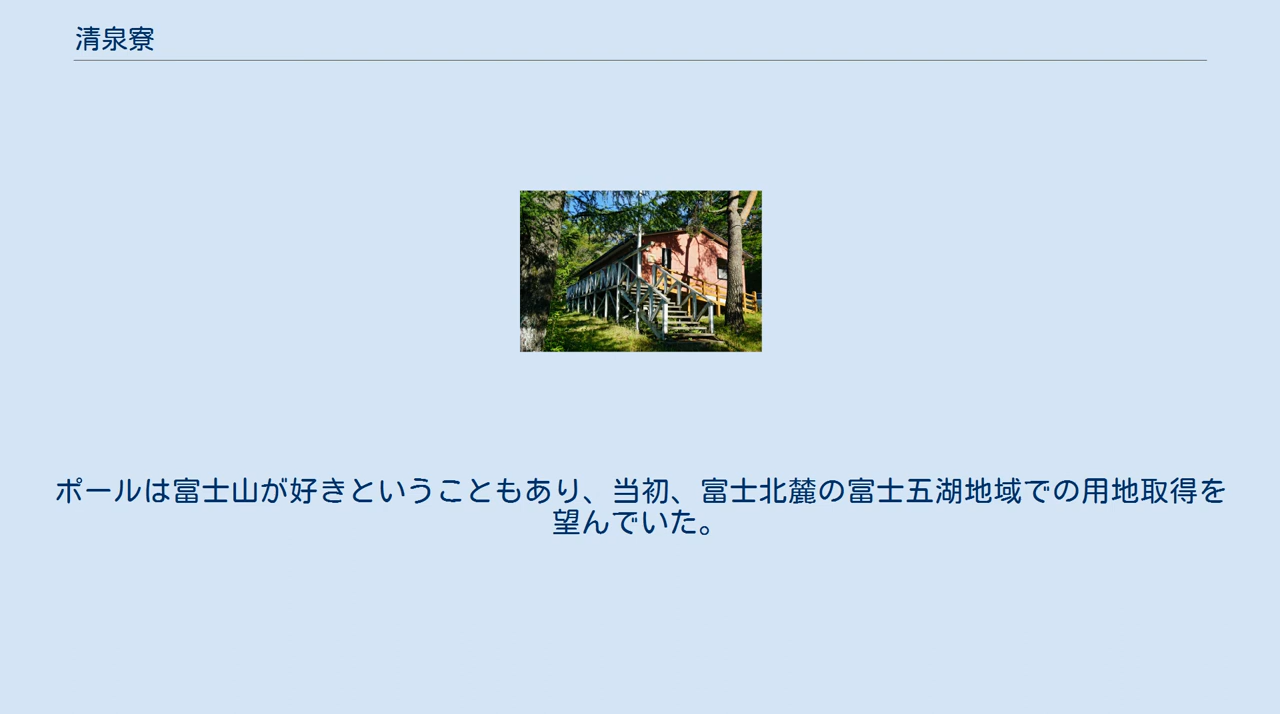 清泉寮
ポールは富士山が好きということもあり、当初、富士北麓の富士五湖地域での用地取得を
望んでいた。